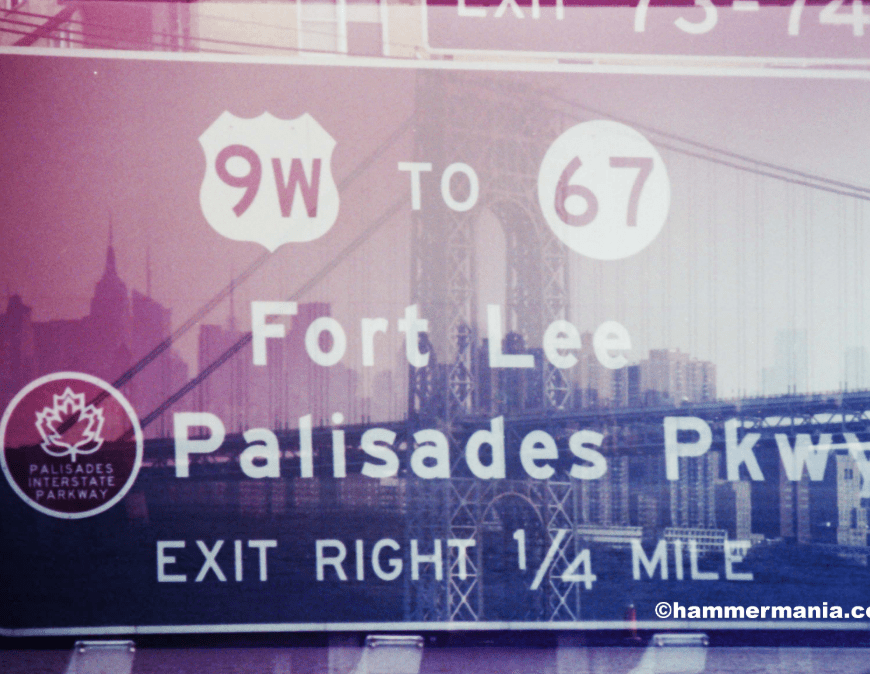 EXIT 73-74
9W TO 67
Fort Lee
Palisades Pkwy
PALISADES
INTERSTATE
PARKWAY
EXIT RIGHT 1/4 MILE
©hammermania.co